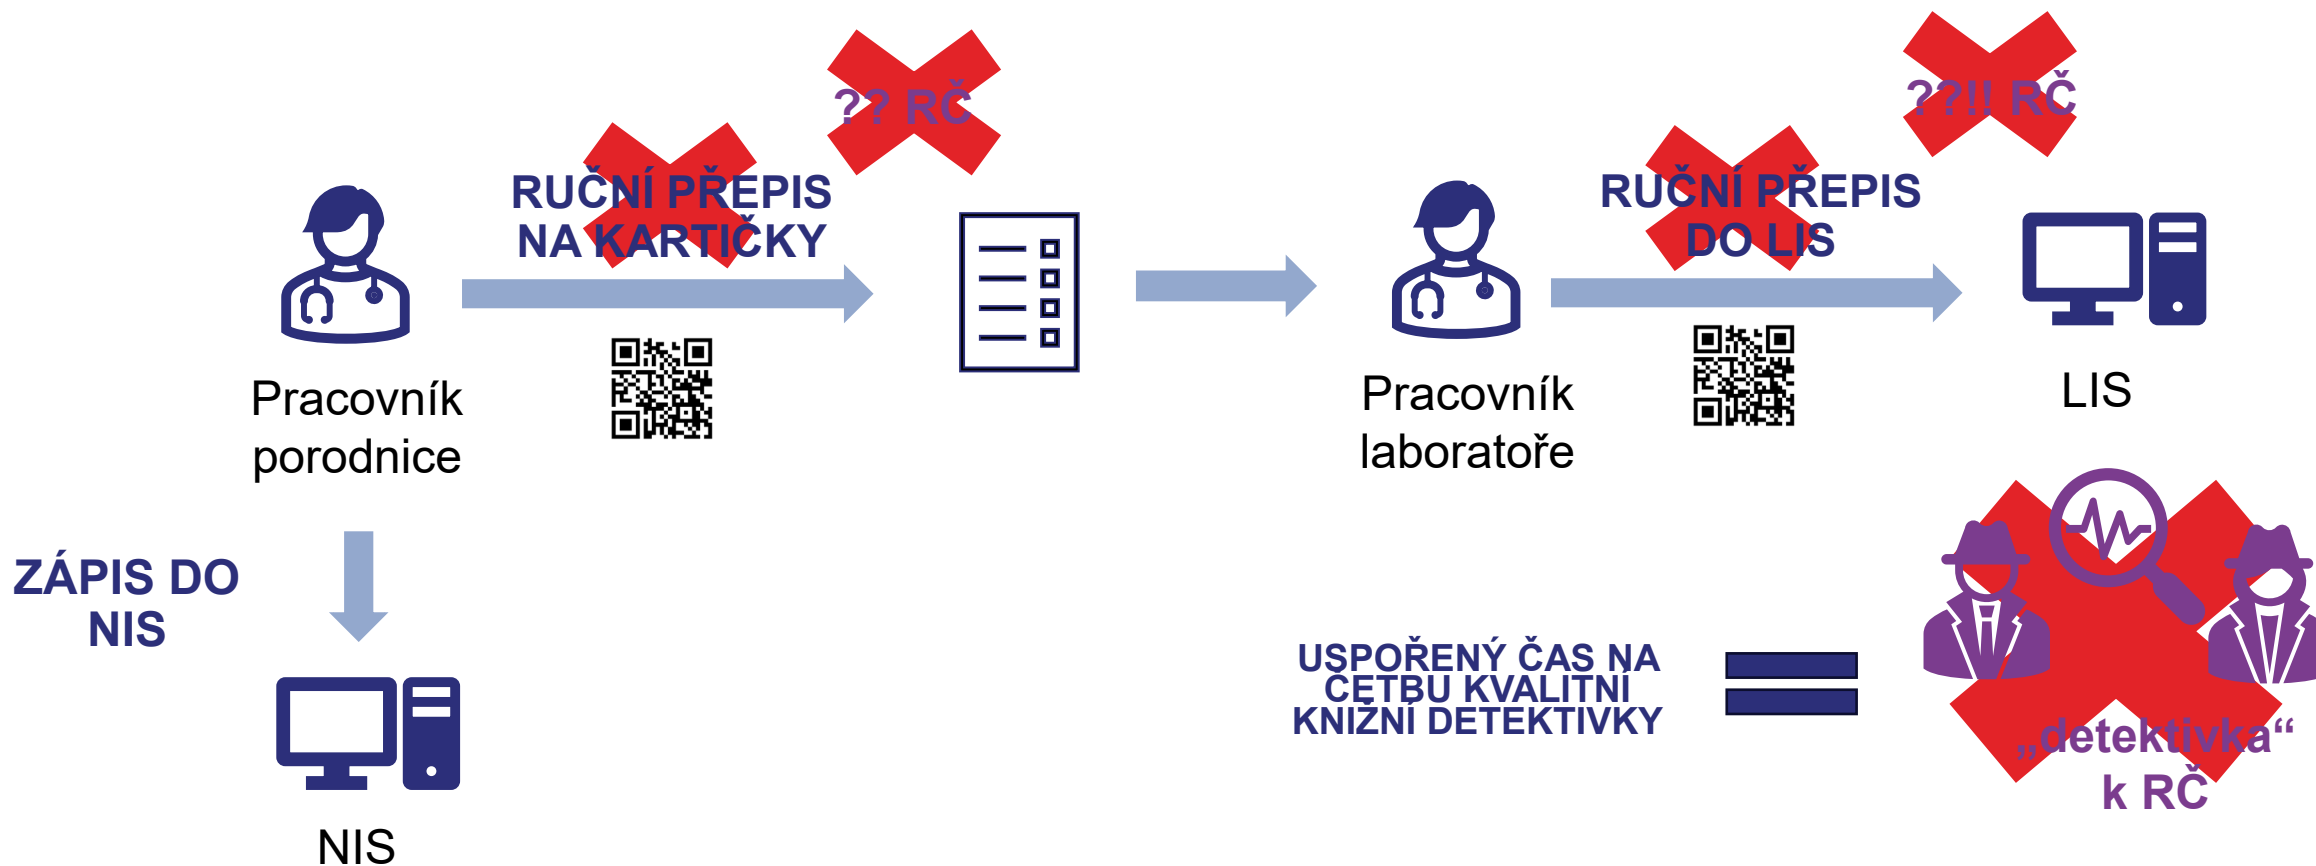 ?? RČ
??!! RČ
RUČNÍ PŘEPIS
NA KARTIČKY
RUČNÍ PŘEPIS
DO LIS
Pracovník
porodnice
Pracovník
laboratoře
LIS
ZÁPIS DO
NIS
USPOŘENÝ ČAS NA
ČETBU KVALITNÍ
KNIŽNÍ DETEKTIVKY
„detektivka“
k RČ
NIS